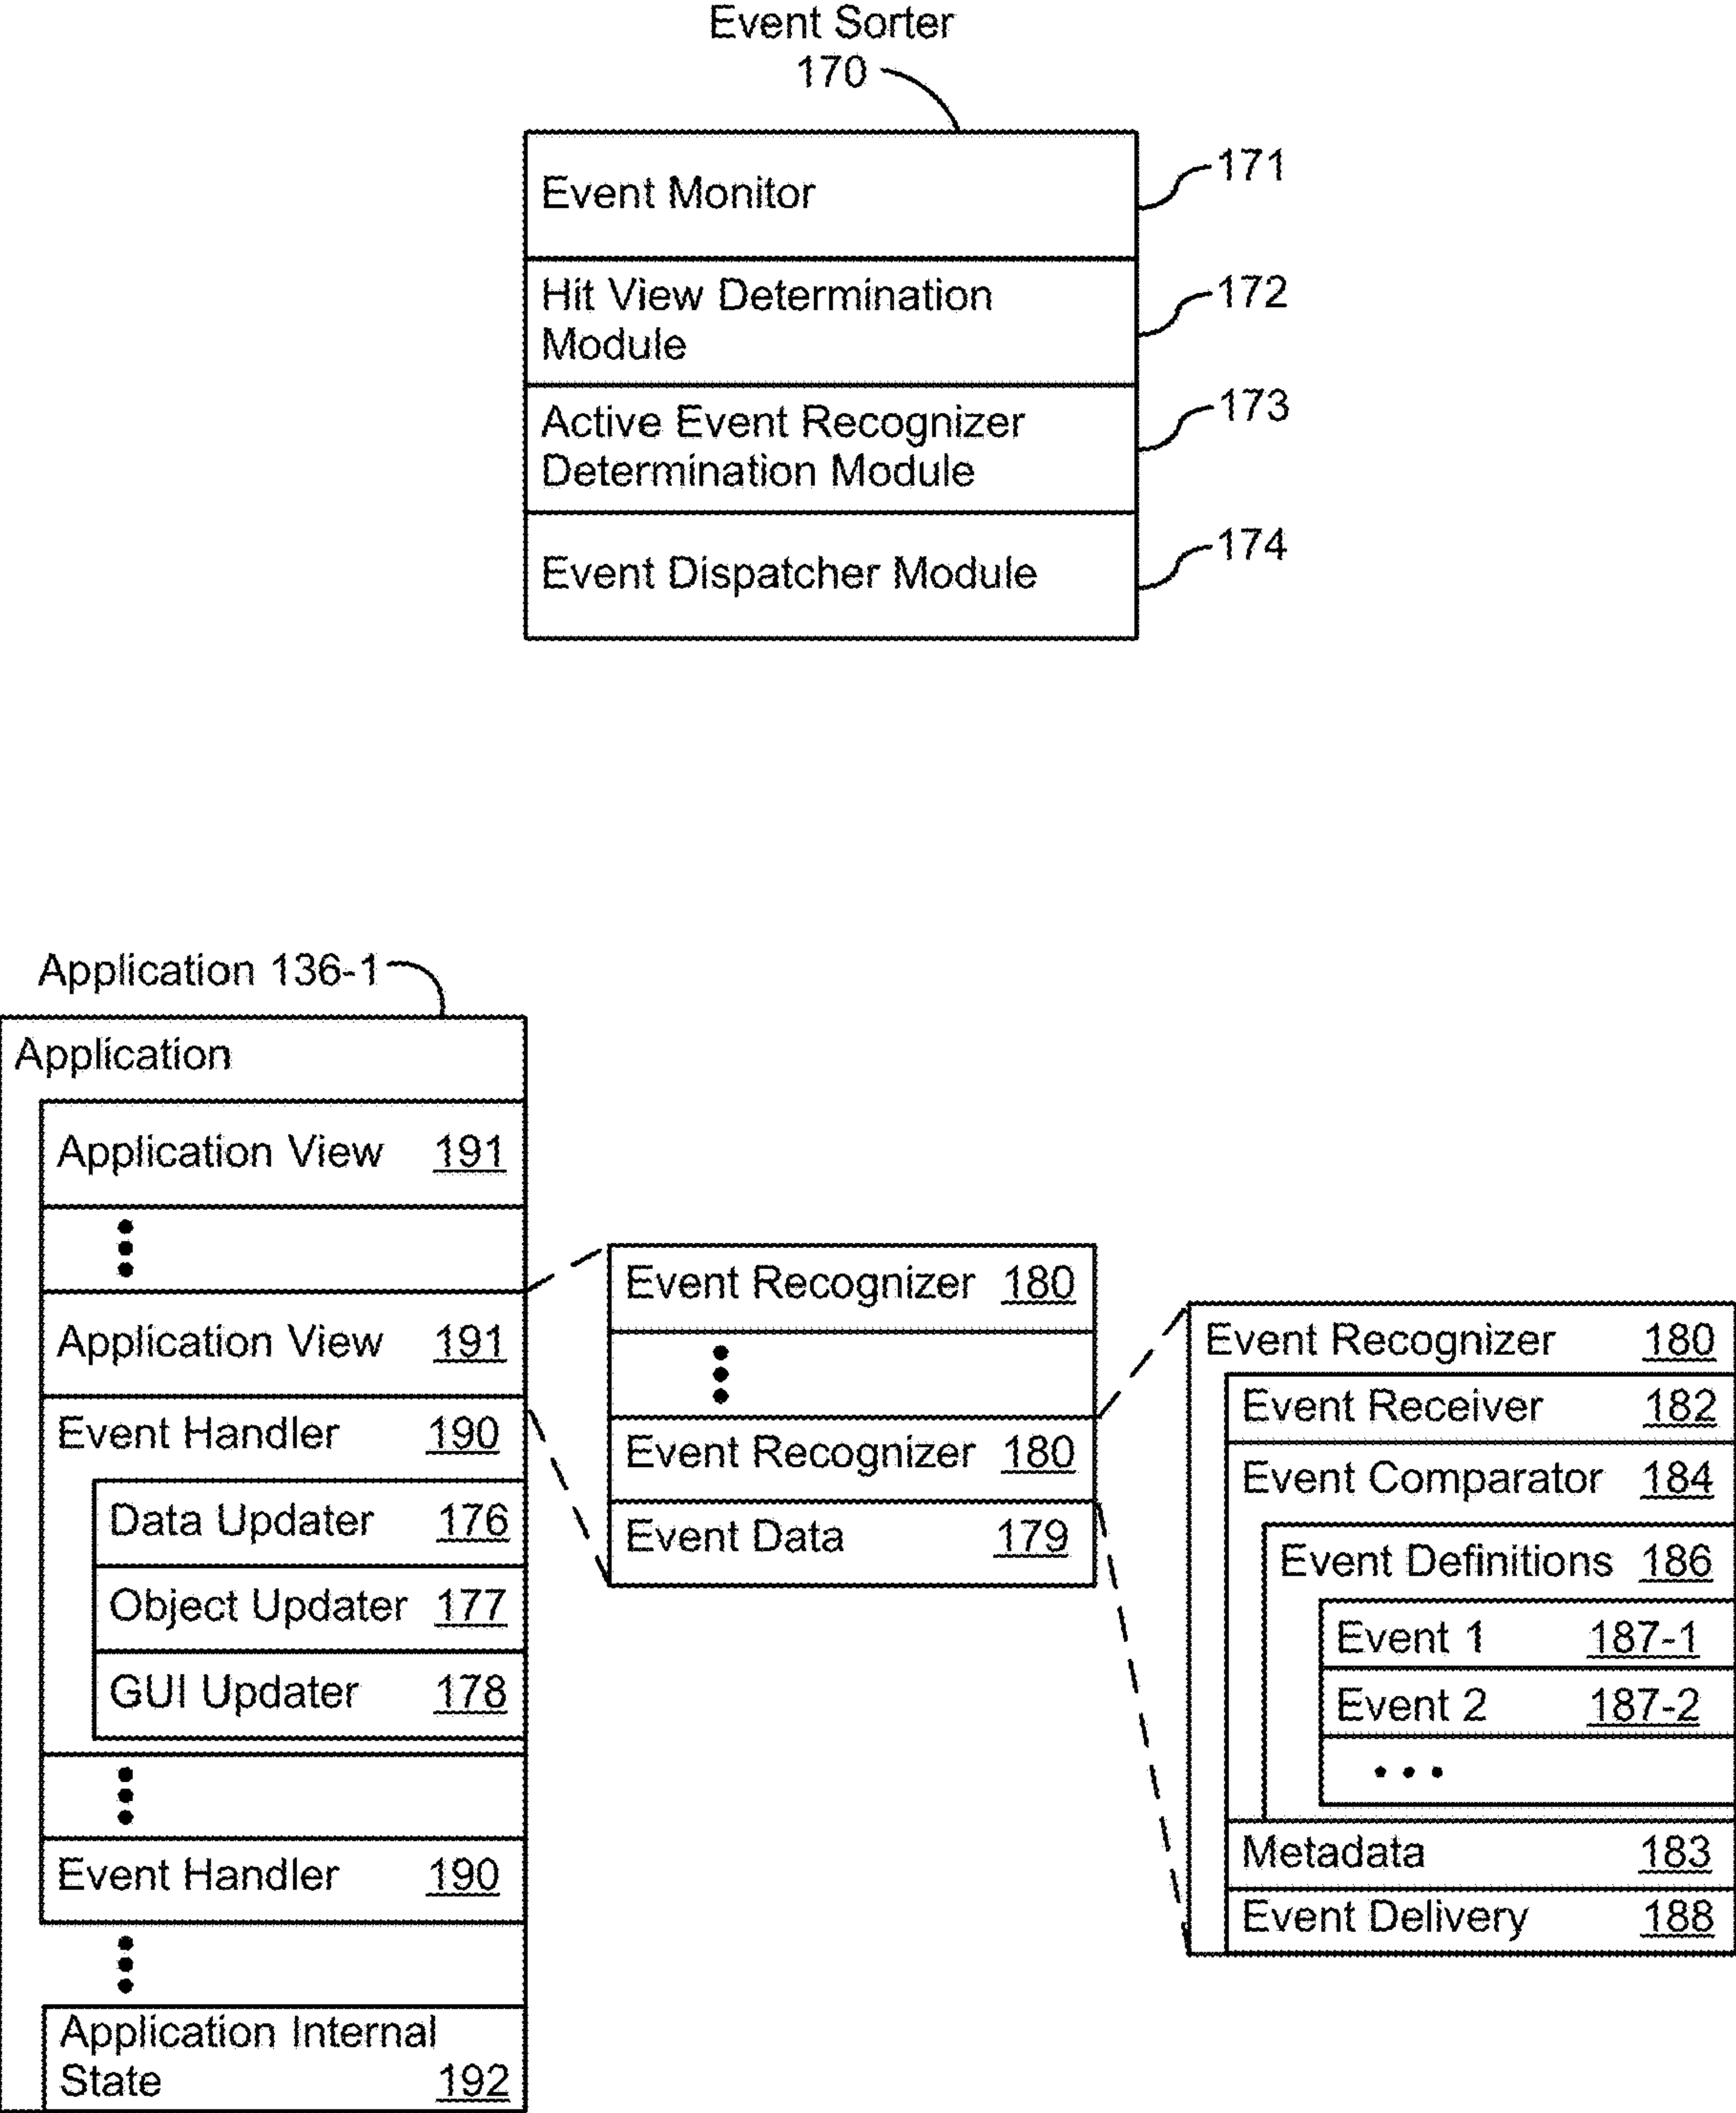 Event Sorter
170
Event Monitor
171
Hit View Determination
Module
172
Active Event Recognizer
Determination Module
173
Event Dispatcher Module
174
Application 136-1
Application
Application View 191
Application View 191
Event Handler 190
Data Updater 176
Object Updater 177
GUI Updater 178
Event Handler 190
Application Internal
State 192
Event Recognizer 180
Event Recognizer 180
Event Data 179
Event Recognizer 180
Event Receiver 182
Event Comparator 184
Event Definitions 186
Event 1 187-1
Event 2 187-2
...
Metadata 183
Event Delivery 188